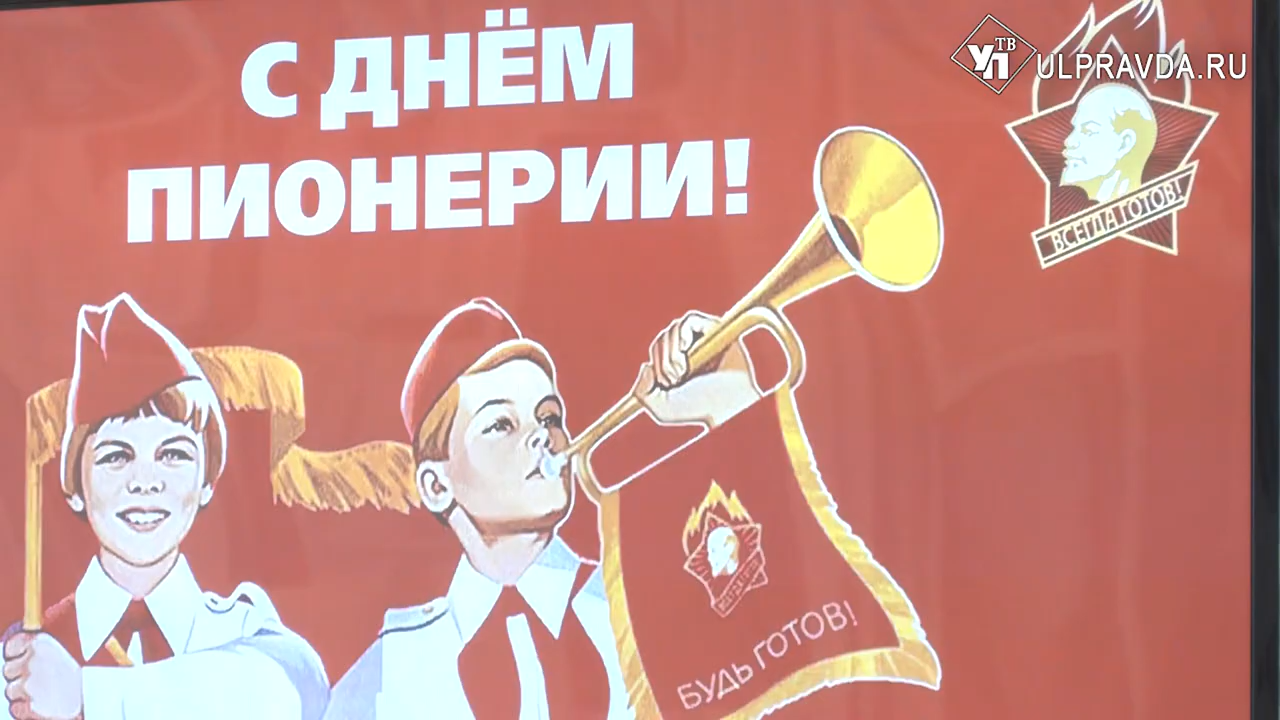 С ДНЁМ
ПИОНЕРИИ!
УП ТВ
ULPRAVDA.RU
ВСЕГДА ГОТОВ!
БУДЬ ГОТОВ!